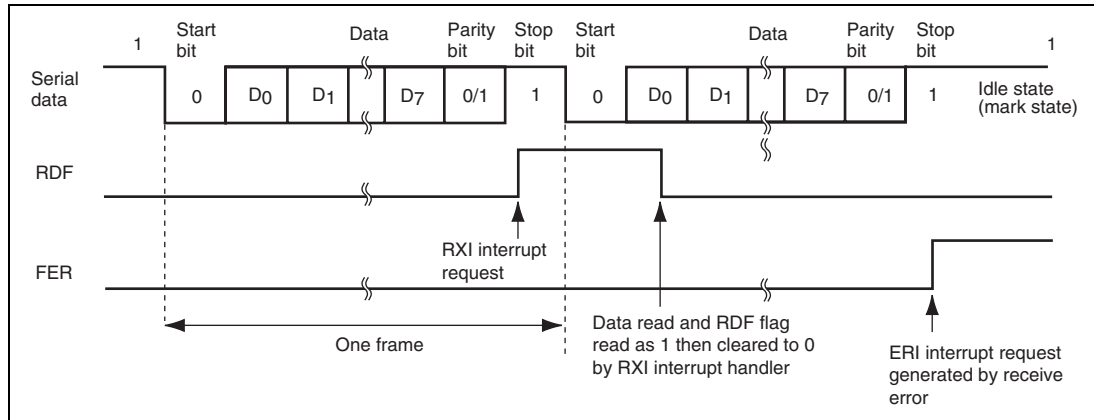 1 Start bit Data Parity bit Stop bit Start bit Data Parity bit Stop bit 1
Serial data 0 D0 D1 D7 0/1 1 0 D0 D1 D7 0/1 1 Idle state (mark state)
RDF
RXI interrupt request
FER
One frame
Data read and RDF flag
read as 1 then cleared to 0
by RXI interrupt handler
ERI interrupt request
generated by receive
error